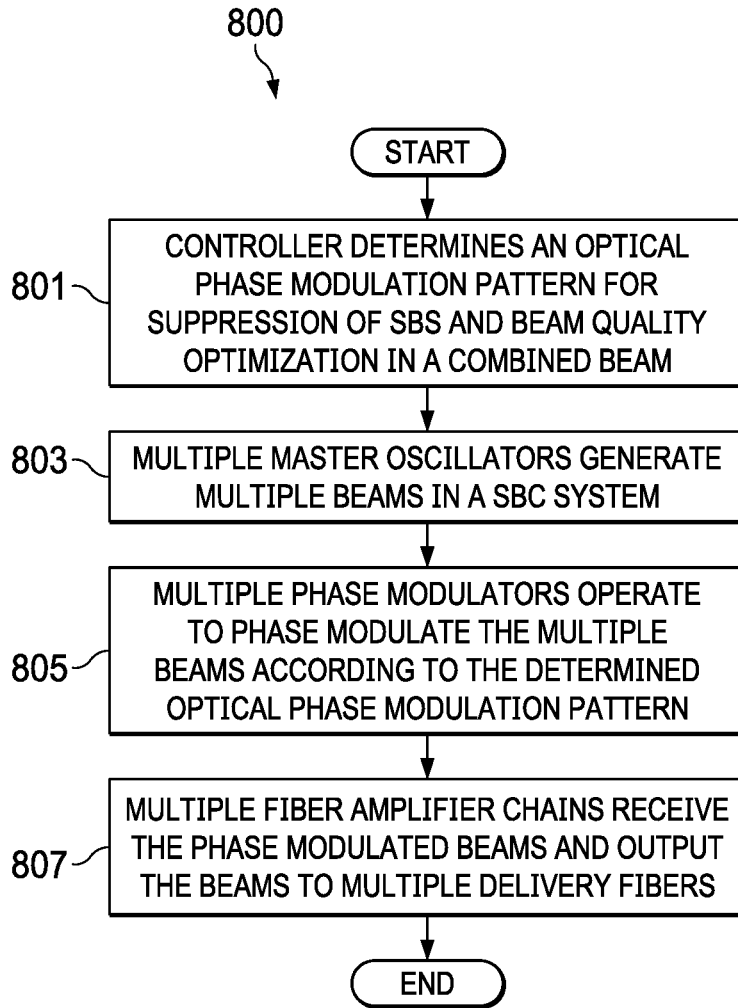 800
START
801
CONTROLLER DETERMINES AN OPTICAL
PHASE MODULATION PATTERN FOR
SUPPRESSION OF SBS AND BEAM QUALITY
OPTIMIZATION IN A COMBINED BEAM
803
MULTIPLE MASTER OSCILLATORS GENERATE
MULTIPLE BEAMS IN A SBC SYSTEM
805
MULTIPLE PHASE MODULATORS OPERATE
TO PHASE MODULATE THE MULTIPLE
BEAMS ACCORDING TO THE DETERMINED
OPTICAL PHASE MODULATION PATTERN
807
MULTIPLE FIBER AMPLIFIER CHAINS RECEIVE
THE PHASE MODULATED BEAMS AND OUTPUT
THE BEAMS TO MULTIPLE DELIVERY FIBERS
END